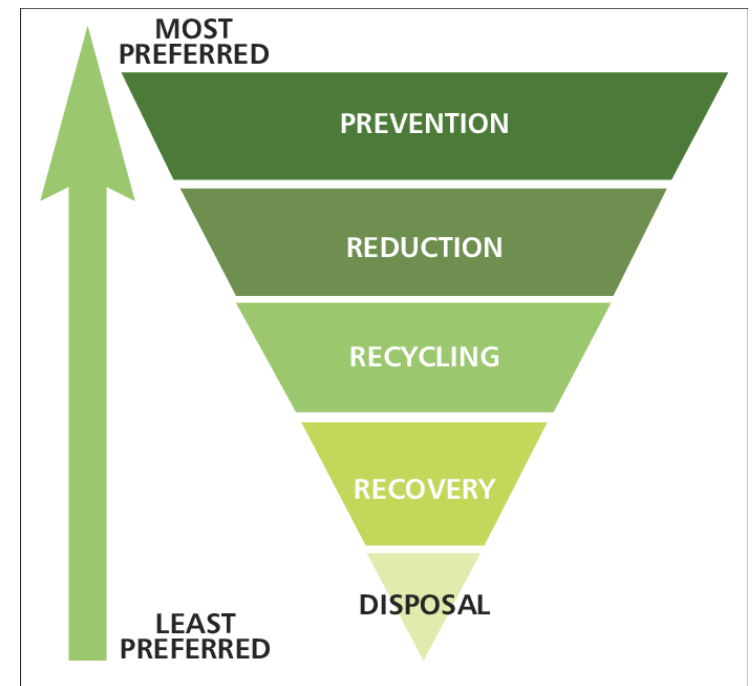 MOST
PREFERRED
PREVENTION
REDUCTION
RECYCLING
RECOVERY
DISPOSAL
LEAST
PREFERRED